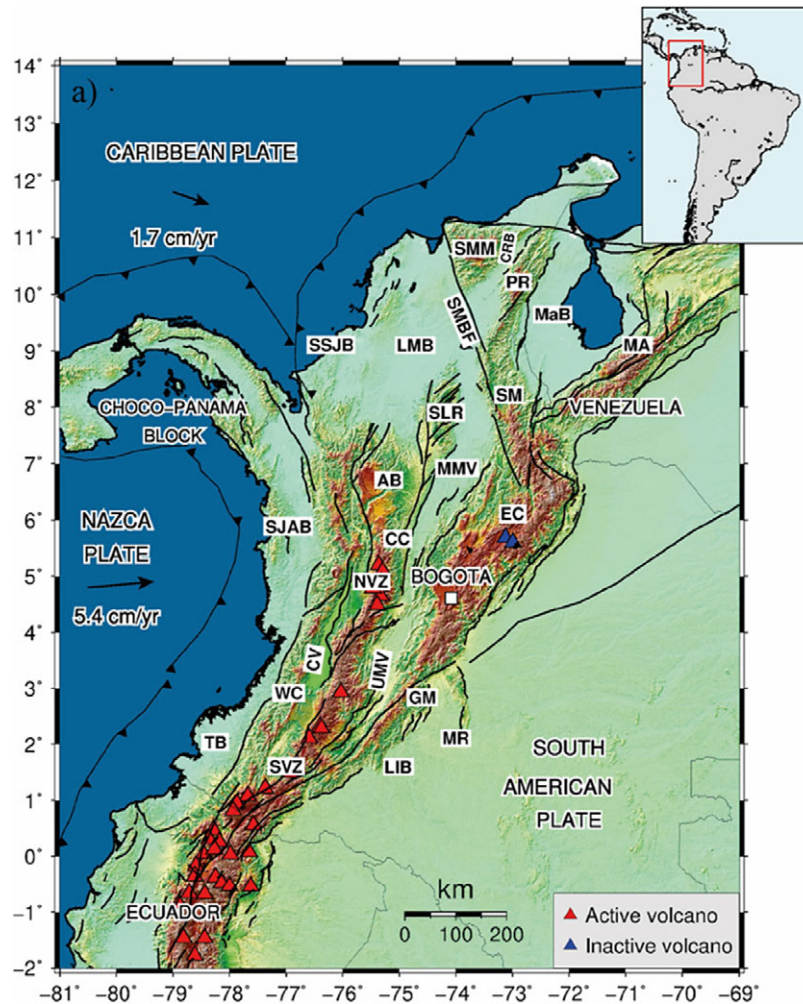 a)
CARIBBEAN PLATE
1.7 cm/yr
SMM
CRB
PR
SMBF
MaB
SSJB
LMB
MA
CHOCO-PANAMA
BLOCK
SM
VENEZUELA
SLR
MMV
AB
NAZCA
PLATE
5.4 cm/yr
SJAB
EC
CC
NVZ
BOGOTA
CV
UMV
WC
GM
TB
MR
SVZ
LIB
SOUTH
AMERICAN
PLATE
ECUADOR
km
0 100 200
Active volcano
Inactive volcano
14°
13°
12°
11°
10°
9°
8°
7°
6°
5°
4°
3°
2°
1°
0°
−1°
−2°
−81° −80° −79° −78° −77° −76° −75° −74° −73° −72° −71° −70° −69°